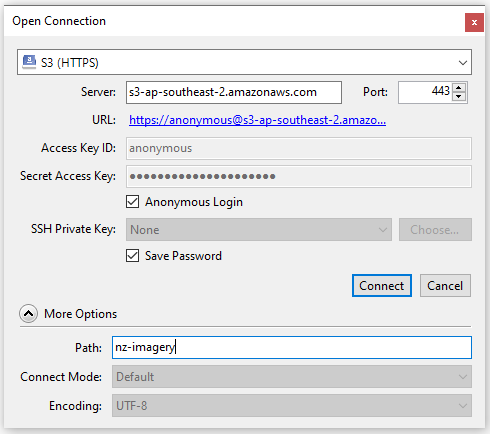 Open Connection
S3 (HTTPS)
Server: s3-ap-southeast-2.amazonaws.com Port: 443
URL: https://anonymous@s3-ap-southeast-2.amazo...
Access Key ID: anonymous
Secret Access Key: ●●●●●●●●●●●●●●●●●●●●●
Anonymous Login
SSH Private Key: None Choose...
Save Password
Connect Cancel
More Options
Path: nz-imagery
Connect Mode: Default
Encoding: UTF-8